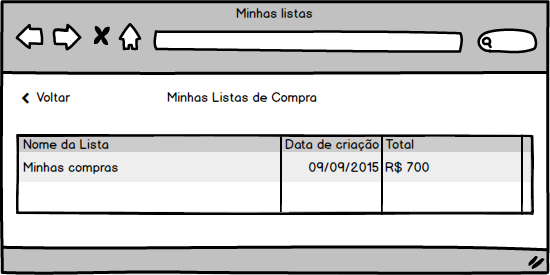 Minhas listas
Voltar
Minhas Listas de Compra
Nome da Lista Data de criação Total
Minhas compras 09/09/2015 R$ 700